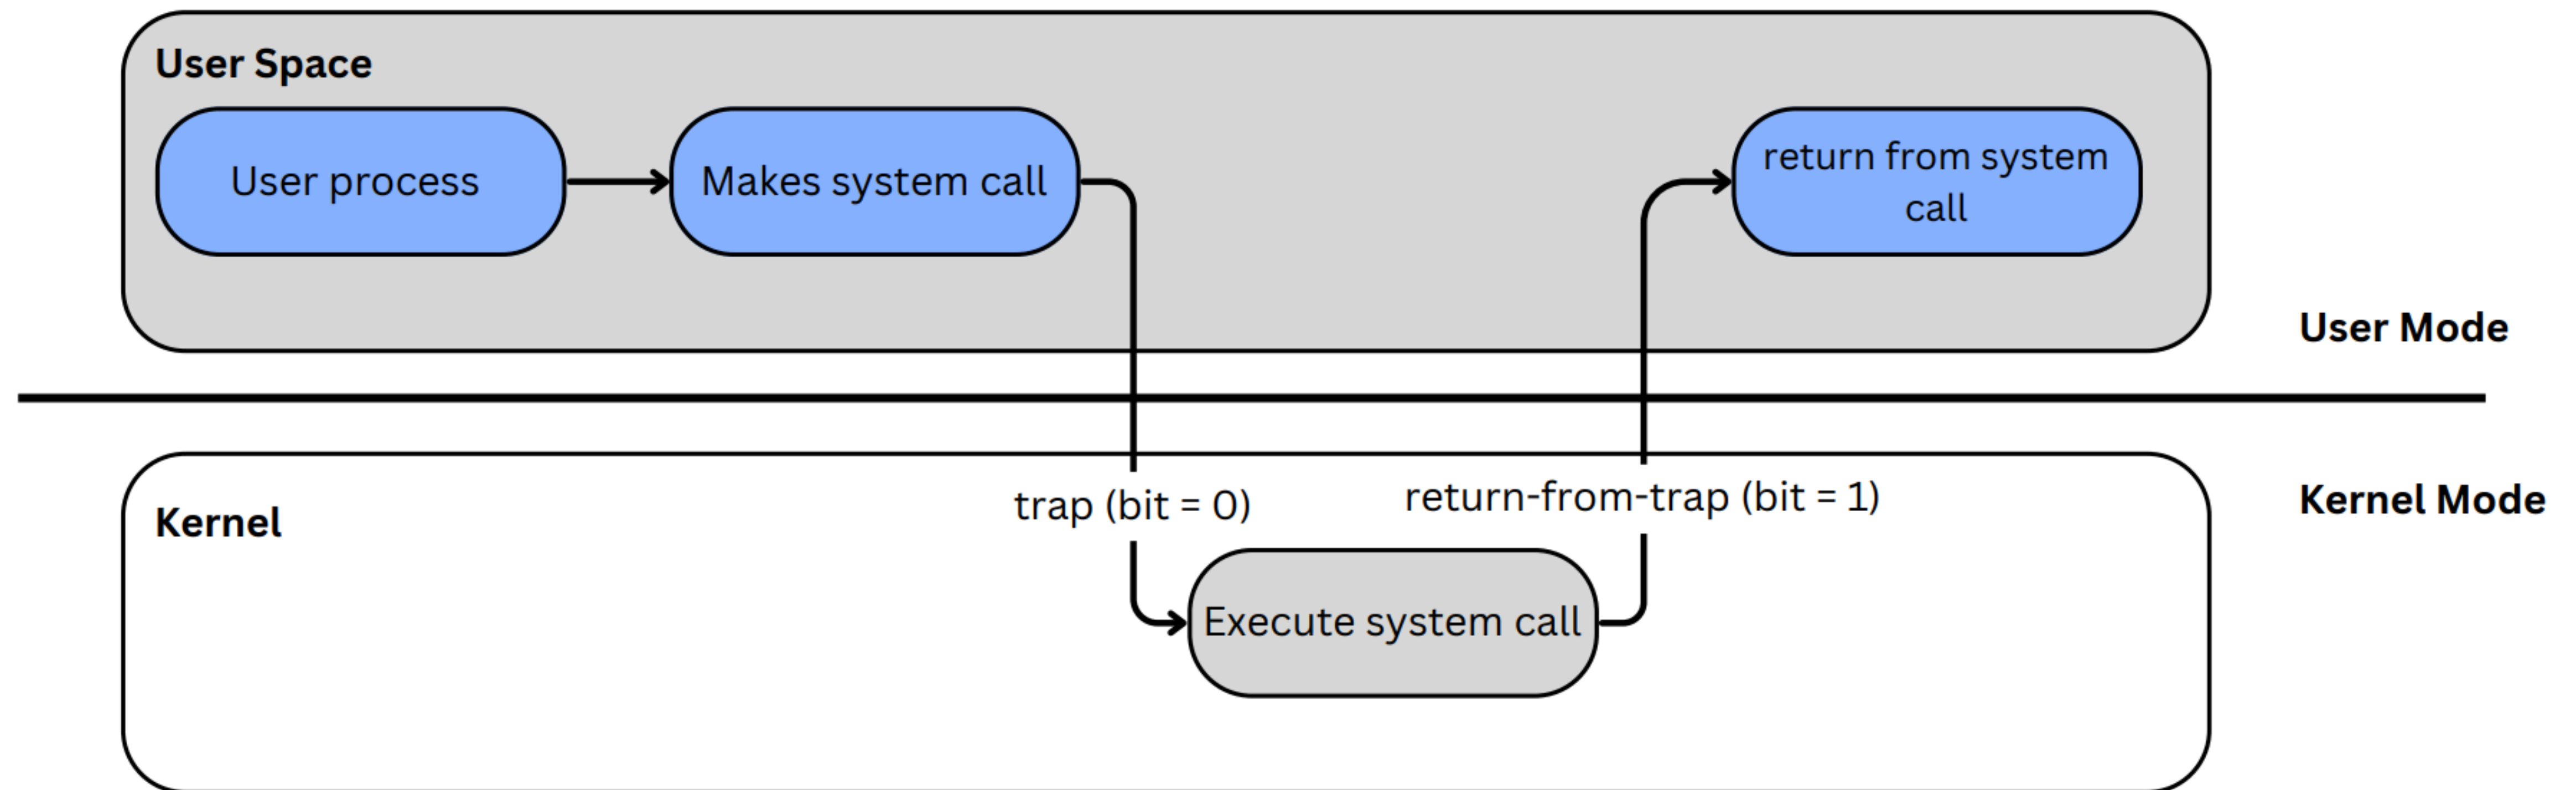 User Space
User process
Makes system call
return from system
call
User Mode
Kernel
trap (bit = 0)
return-from-trap (bit = 1)
Kernel Mode
Execute system call